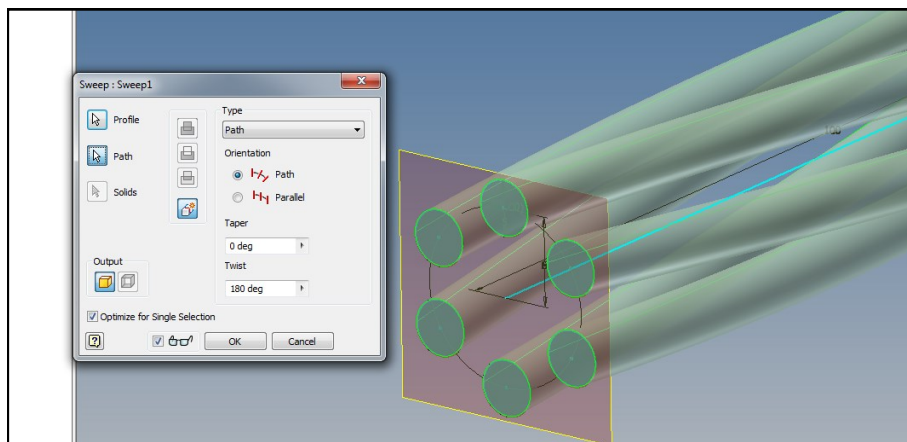 Sweep : Sweep1
Type
Profile
Path
Path
Orientation
Path
Solids
Parallel
Taper
0 deg
Output
Twist
180 deg
Optimize for Single Selection
OK
Cancel